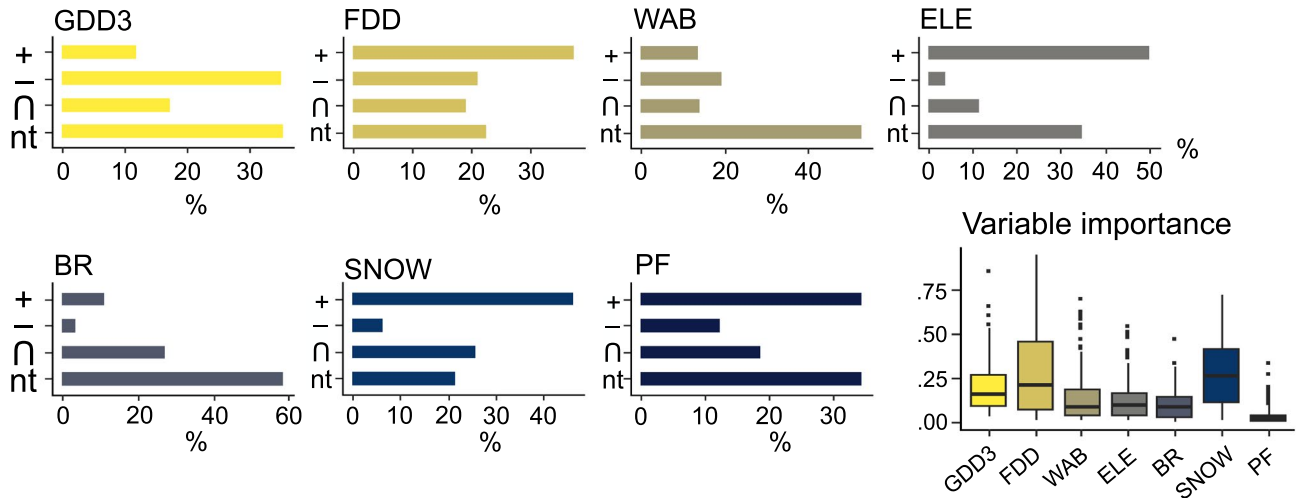 GDD3
+
−
∩
nt
0 10 20 30
%
FDD
+
−
∩
nt
0 10 20 30
%
WAB
+
−
∩
nt
0 20 40
%
ELE
+
−
∩
nt
0 10 20 30 40 50
%
BR
+
−
∩
nt
0 20 40 60
%
SNOW
+
−
∩
nt
0 10 20 30 40
%
PF
+
−
∩
nt
0 10 20 30
%
Variable importance
.75
.50
.25
.00
GDD3 FDD WAB ELE BR SNOW PF